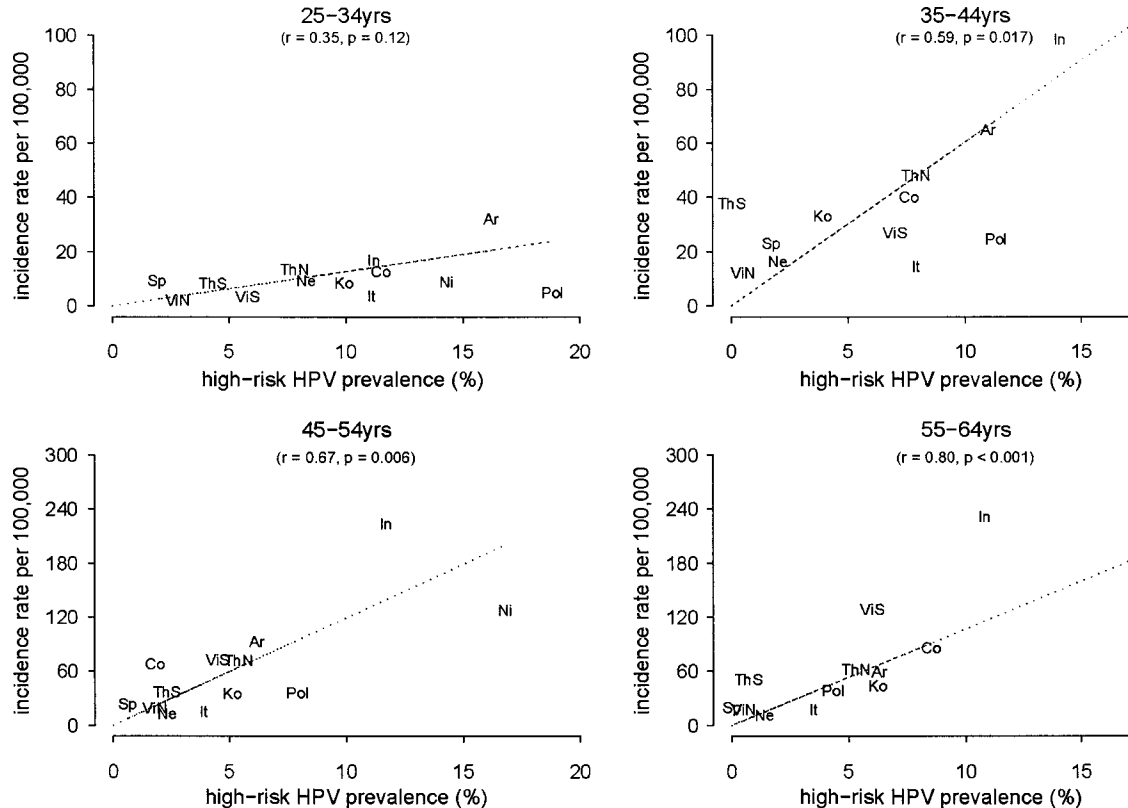 25−34yrs
(r = 0.35, p = 0.12)
incidence rate per 100,000
100
80
60
40
20
0
Ar
In
ThN
Co
Sp
ThS
Ne
Ko
Ni
ViN
ViS
It
Pol
0 5 10 15 20
high−risk HPV prevalence (%)
35−44yrs
(r = 0.59, p = 0.017)
incidence rate per 100,000
100
80
60
40
20
0
In
Ar
ThN
ThS
Co
Ko
Sp
ViS
Pol
Ne
ViN
It
0 5 10 15
high−risk HPV prevalence (%)
45−54yrs
(r = 0.67, p = 0.006)
incidence rate per 100,000
300
240
180
120
60
0
In
Ni
Ar
Co
ViS
ThN
ThS
Ko
Pol
Sp
ViN
Ne
It
0 5 10 15 20
high−risk HPV prevalence (%)
55−64yrs
(r = 0.80, p < 0.001)
incidence rate per 100,000
300
240
180
120
60
0
In
ViS
Co
ThN
Ar
ThS
Pol
Ko
Sp
ViN
Ne
It
0 5 10 15
high−risk HPV prevalence (%)